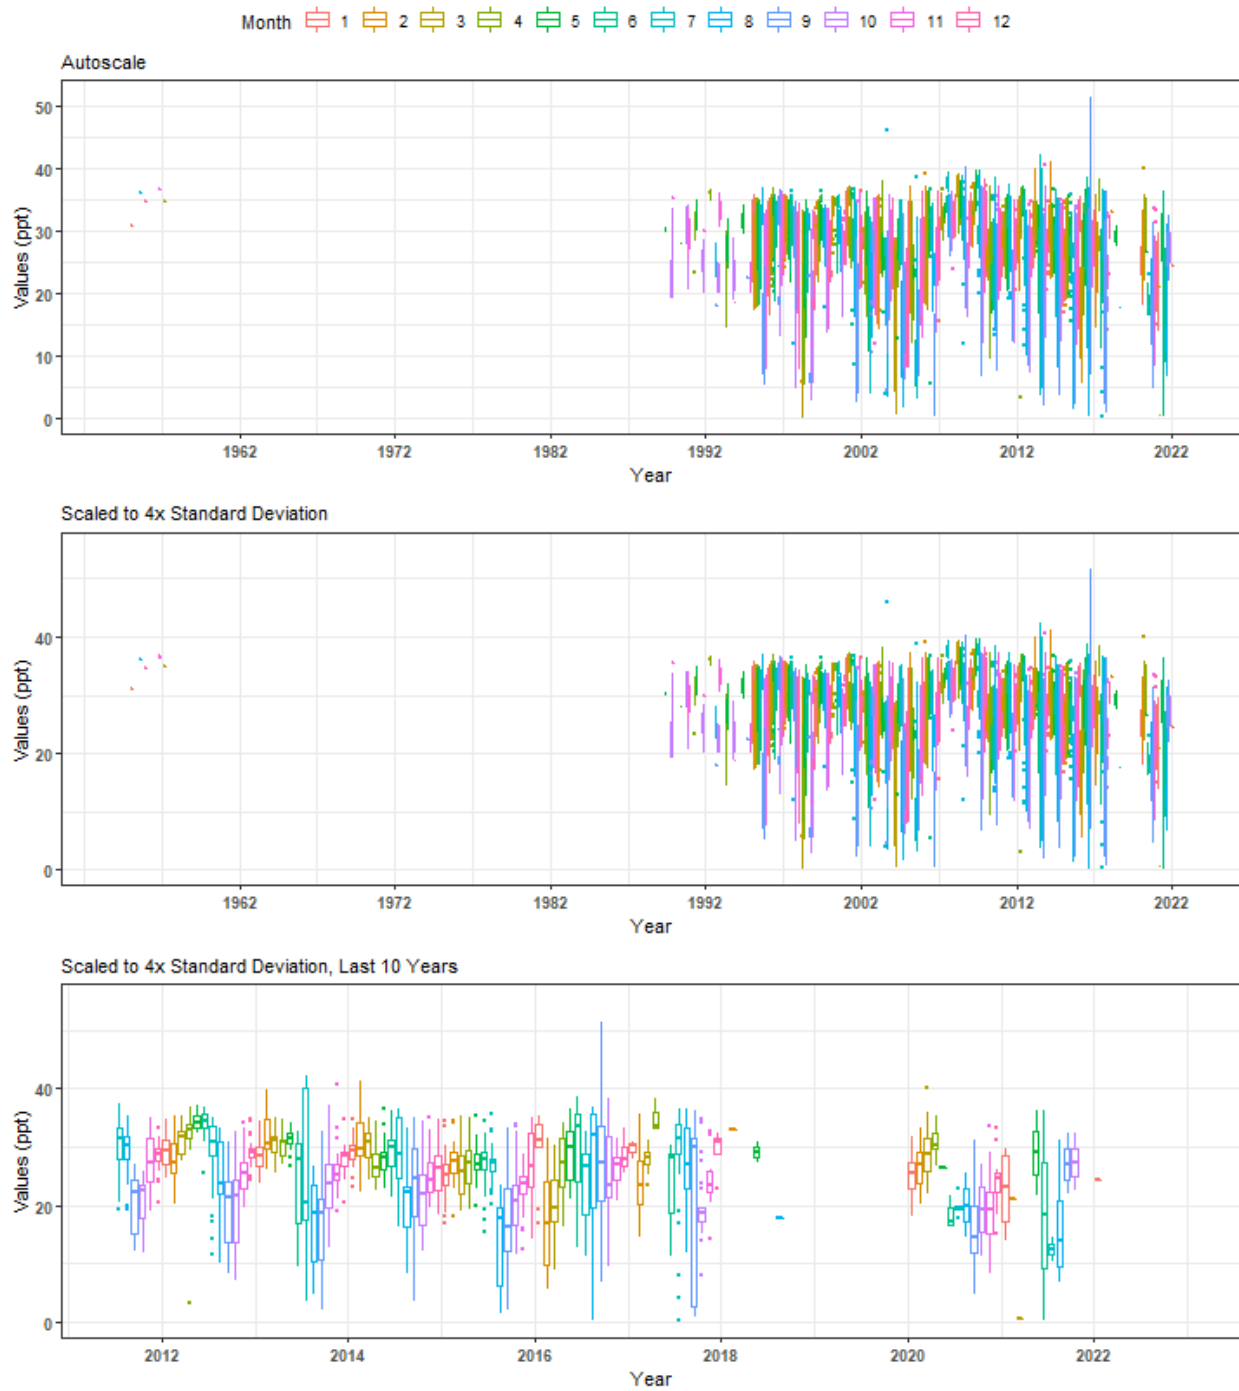 Month 1 2 3 4 5 6 7 8 9 10 11 12
Autoscale
Values (ppt)
50
40
30
20
10
0
1962 1972 1982 1992 2002 2012 2022
Year
Scaled to 4x Standard Deviation
Values (ppt)
40
20
0
1962 1972 1982 1992 2002 2012 2022
Year
Scaled to 4x Standard Deviation, Last 10 Years
Values (ppt)
40
20
0
2012 2014 2016 2018 2020 2022
Year